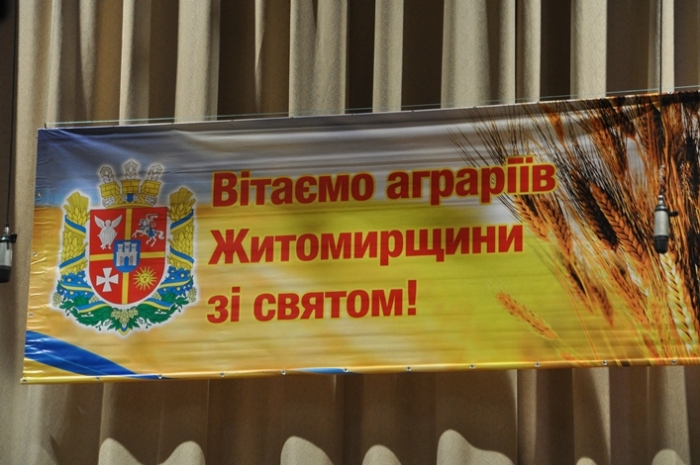 Вітаємо аграріїв
Житомирщини
зі святом!